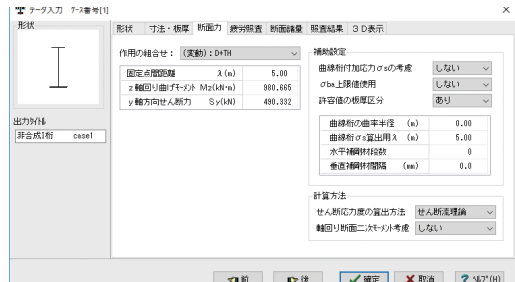 データ入力 ケース番号[1]
形状
出力タイトル
非合成I桁 case1
形状 寸法・板厚 断面力 疲労照査 断面諸量 照査結果 3D表示
作用の組合せ： (変動)：D+TH
固定点間距離 λ(m) 5.00
z軸回り曲げモーメント Mz(kN・m) 980.665
y軸方向せん断力 Sy(kN) 490.332
補助設定
曲線桁付加応力σsの考慮 しない
σba上限値使用 しない
許容値の板厚区分 あり
曲線桁の曲率半径 (m) 0.00
曲線桁σs算出用λ (m) 5.00
水平補剛材段数 0
垂直補剛材間隔 (mm) 0.0
計算方法
せん断応力度の算出方法 せん断流理論
軸回り断面二次モーメント考慮 しない
前 後 確定 取消 ヘルプ(H)